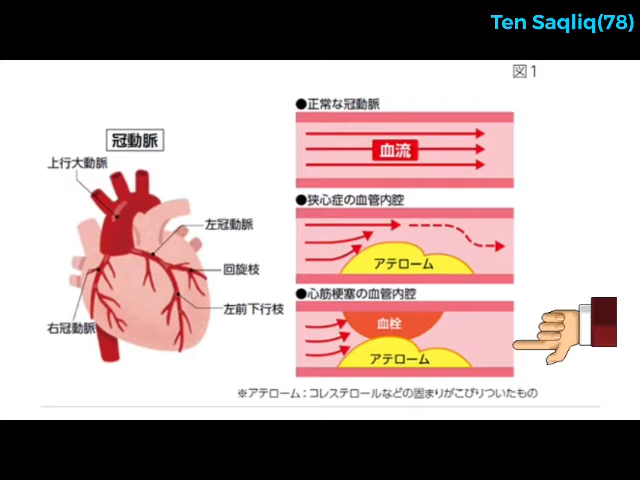 Ten Saqliq(78)
図1
冠動脈
上行大動脈
左冠動脈
回旋枝
左前下行枝
右冠動脈
●正常な冠動脈
血流
●狭心症の血管内腔
アテローム
●心筋梗塞の血管内腔
血栓
アテローム
※アテローム：コレステロールなどの固まりがこびりついたもの